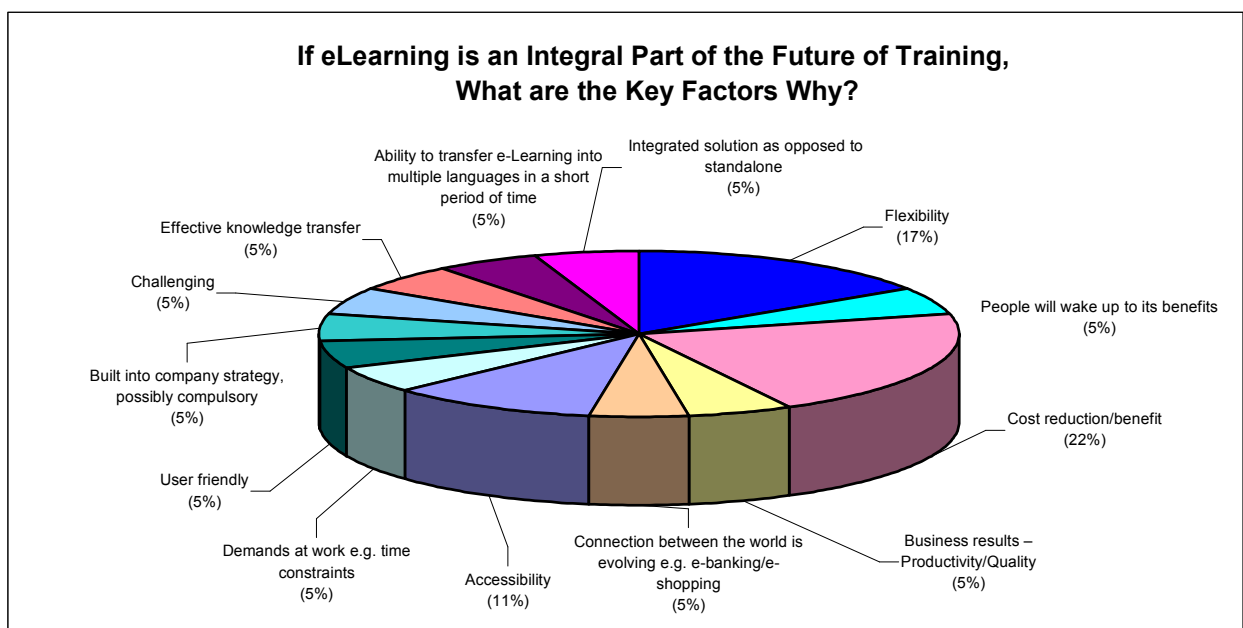 If eLearning is an Integral Part of the Future of Training,
What are the Key Factors Why?
Integrated solution as opposed to
standalone
(5%)
Ability to transfer e-Learning into
multiple languages in a short
period of time
(5%)
Flexibility
(17%)
Effective knowledge transfer
(5%)
Challenging
(5%)
People will wake up to its benefits
(5%)
Built into company strategy,
possibly compulsory
(5%)
Cost reduction/benefit
(22%)
User friendly
(5%)
Demands at work e.g. time
constraints
(5%)
Accessibility
(11%)
Connection between the world is
evolving e.g. e-banking/e-
shopping
(5%)
Business results –
Productivity/Quality
(5%)